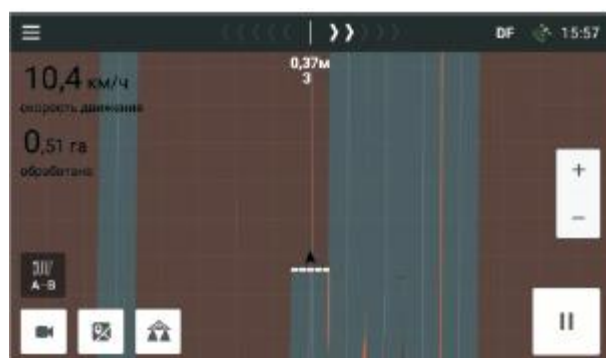 DF 15:57
0,37м
3
10,4 км/ч
скорость движения
0,51 га
обработано
A-B